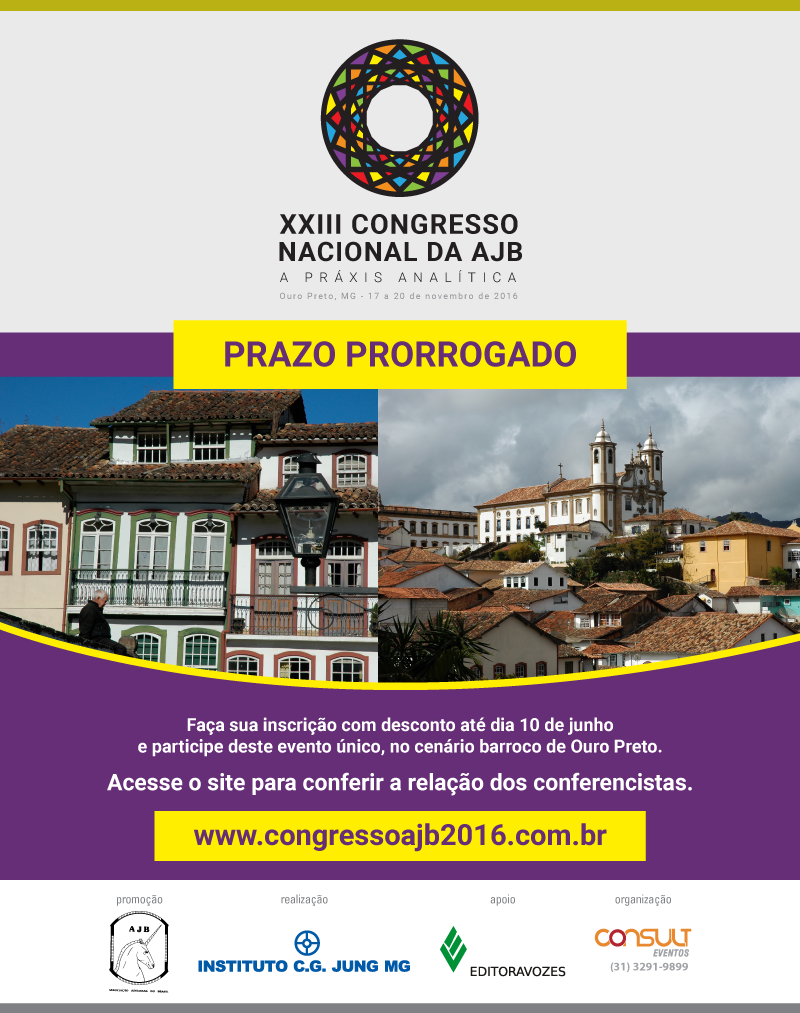 XXIII CONGRESSO
NACIONAL DA AJB
A PRÁXIS ANALÍTICA
Ouro Preto, MG - 17 a 20 de novembro de 2016
PRAZO PRORROGADO
Faça sua inscrição com desconto até dia 10 de junho
e participe deste evento único, no cenário barroco de Ouro Preto.
Acesse o site para conferir a relação dos conferencistas.
www.congressoajb2016.com.br
promoção
realização
apoio
organização
AJB
ASSOCIAÇÃO JUNGUIANA DO BRASIL
INSTITUTO C.G. JUNG MG
EDITORAVOZES
CONSULT
EVENTOS
(31) 3291-9899